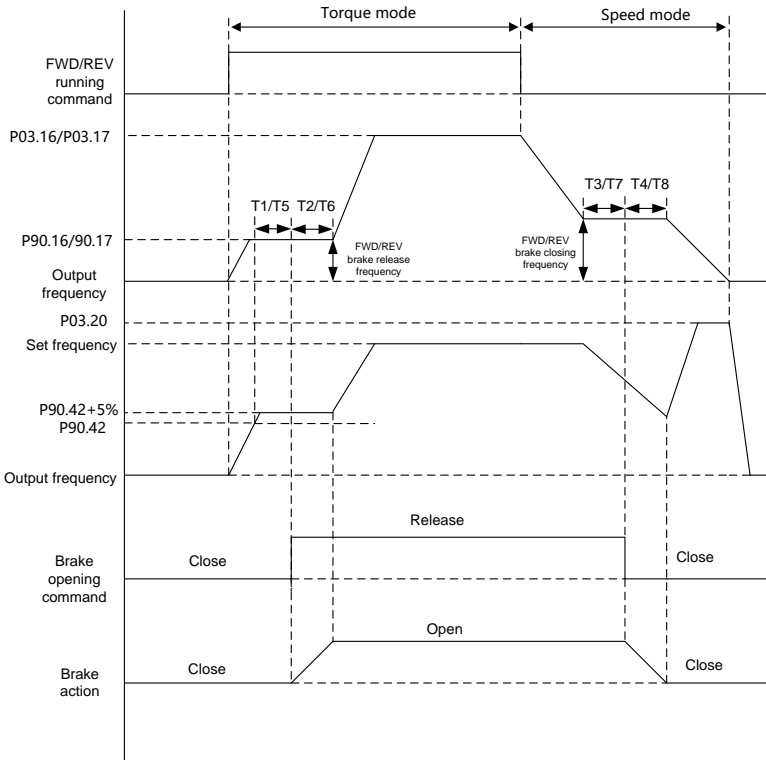 Torque mode
Speed mode
FWD/REV
running
command
P03.16/P03.17
T1/T5
T2/T6
T3/T7
T4/T8
P90.16/90.17
FWD/REV
brake release
frequency
FWD/REV
brake closing
frequency
Output
frequency
P03.20
Set frequency
P90.42+5%
P90.42
Output frequency
Release
Close
Close
Brake
opening
command
Open
Close
Close
Brake
action